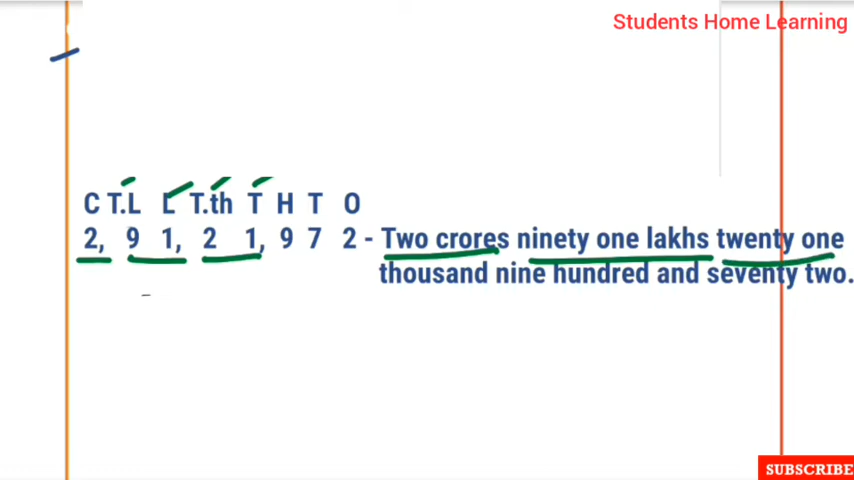 Students Home Learning
C T.L L T.th T H T O
2, 9 1, 2 1, 9 7 2 - Two crores ninety one lakhs twenty one
thousand nine hundred and seventy two.
SUBSCRIBE